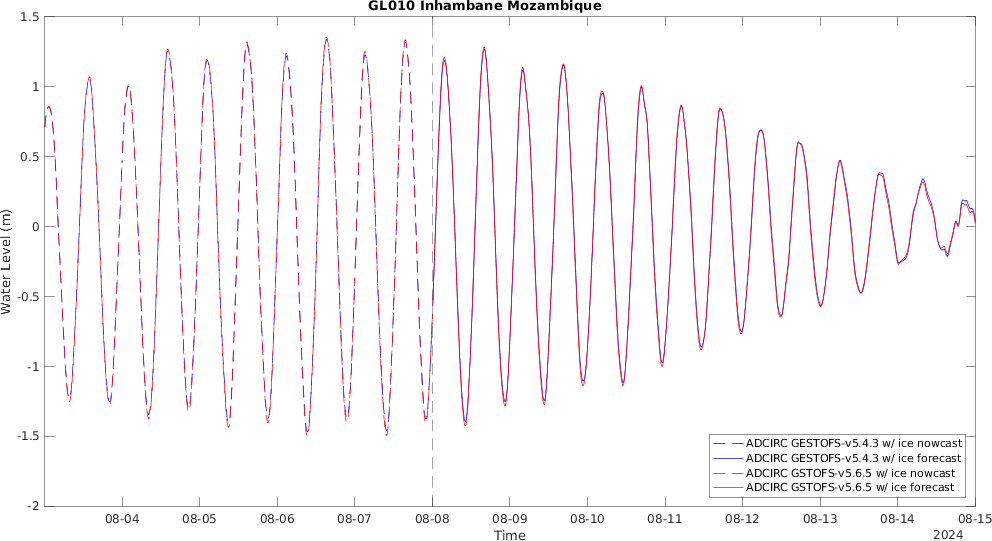 GL010 Inhambane Mozambique
1.5
1
0.5
0
-0.5
-1
-1.5
-2
Water Level (m)
08-04 08-05 08-06 08-07 08-08 08-09 08-10 08-11 08-12 08-13 08-14 08-15
Time
2024
ADCIRC GESTOFS-v5.4.3 w/ ice nowcast
ADCIRC GESTOFS-v5.4.3 w/ ice forecast
ADCIRC GSTOFS-v5.6.5 w/ ice nowcast
ADCIRC GSTOFS-v5.6.5 w/ ice forecast